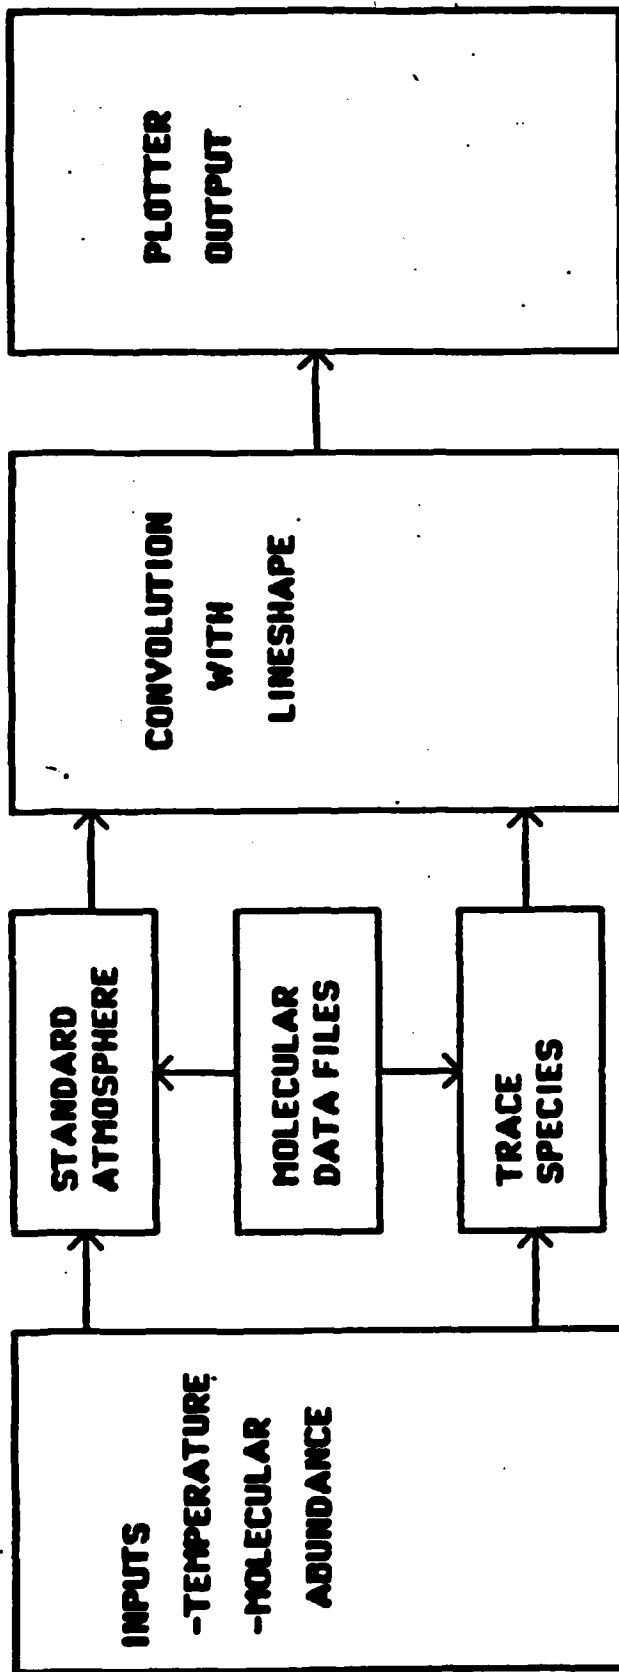 INPUTS
-TEMPERATURE
-MOLECULAR
ABUNDANCE
STANDARD
ATMOSPHERE
MOLECULAR
DATA FILES
TRACE
SPECIES
CONVOLUTION
WITH
LINESHAPE
PLOTTER
OUTPUT